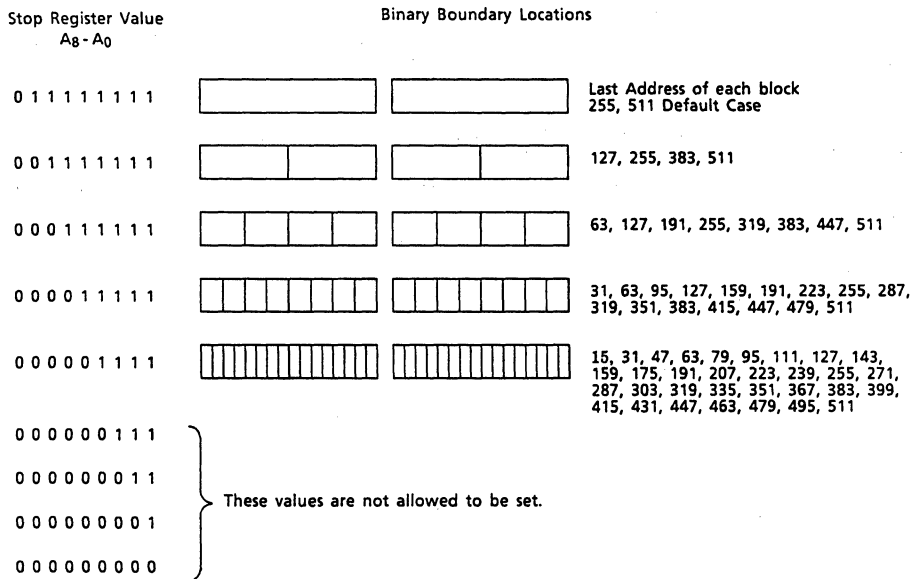 Stop Register Value
A8 - A0
Binary Boundary Locations
0 1 1 1 1 1 1 1 1
Last Address of each block
255, 511 Default Case
0 0 1 1 1 1 1 1 1
127, 255, 383, 511
0 0 0 1 1 1 1 1 1
63, 127, 191, 255, 319, 383, 447, 511
0 0 0 0 1 1 1 1 1
31, 63, 95, 127, 159, 191, 223, 255, 287,
319, 351, 383, 415, 447, 479, 511
0 0 0 0 0 1 1 1 1
15, 31, 47, 63, 79, 95, 111, 127, 143,
159, 175, 191, 207, 223, 239, 255, 271,
287, 303, 319, 335, 351, 367, 383, 399,
415, 431, 447, 463, 479, 495, 511
0 0 0 0 0 0 1 1 1
0 0 0 0 0 0 0 1 1
These values are not allowed to be set.
0 0 0 0 0 0 0 0 1
0 0 0 0 0 0 0 0 0